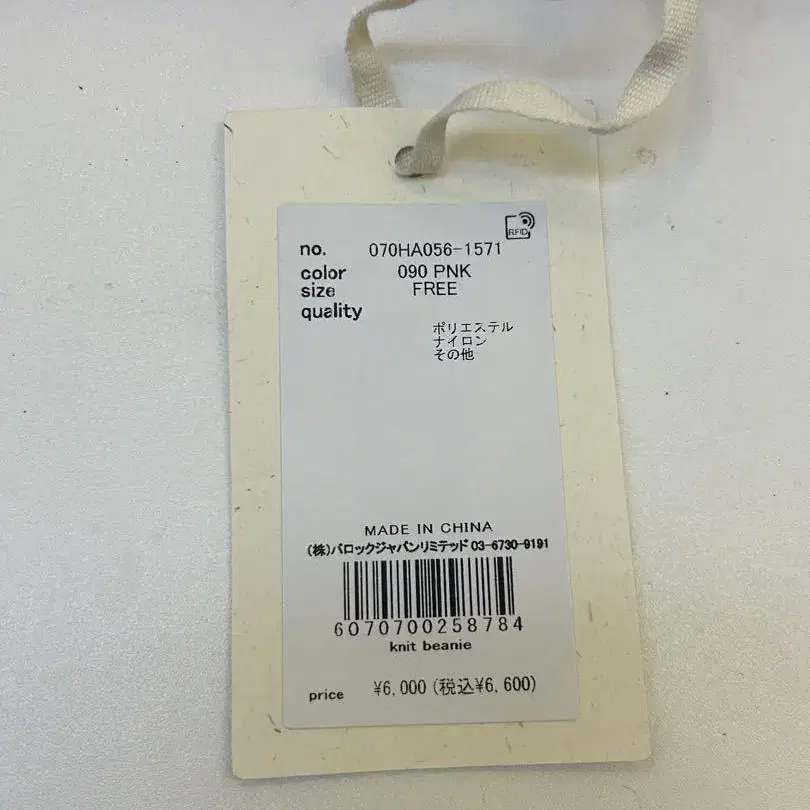 RFID
no. 070HA056-1571
color 090 PNK
size FREE
quality
ポリエステル
ナイロン
その他
MADE IN CHINA
(株)バロックジャパンリミテッド 03-6730-9191
6070700258784
knit beanie
price ¥6,000 (税込¥6,600)